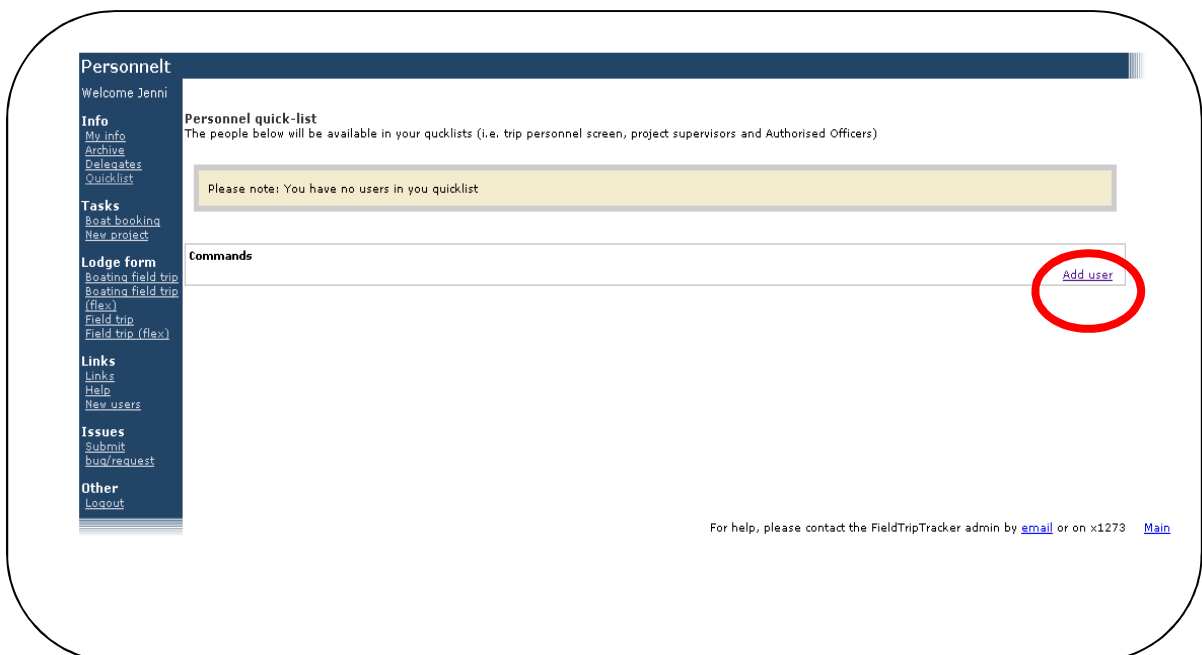 Personnelt
Welcome Jenni
Info
My info
Archive
Delegates
Quicklist
Tasks
Boat booking
New project
Lodge form
Boating field trip
Boating field trip
(flex)
Field trip
Field trip (flex)
Links
Links
Help
New users
Issues
Submit
bug/request
Other
Logout
Personnel quick-list
The people below will be available in your qucklists (i.e. trip personnel screen, project supervisors and Authorised Officers)
Please note: You have no users in you quicklist
Commands
Add user
For help, please contact the FieldTripTracker admin by email or on x1273 Main